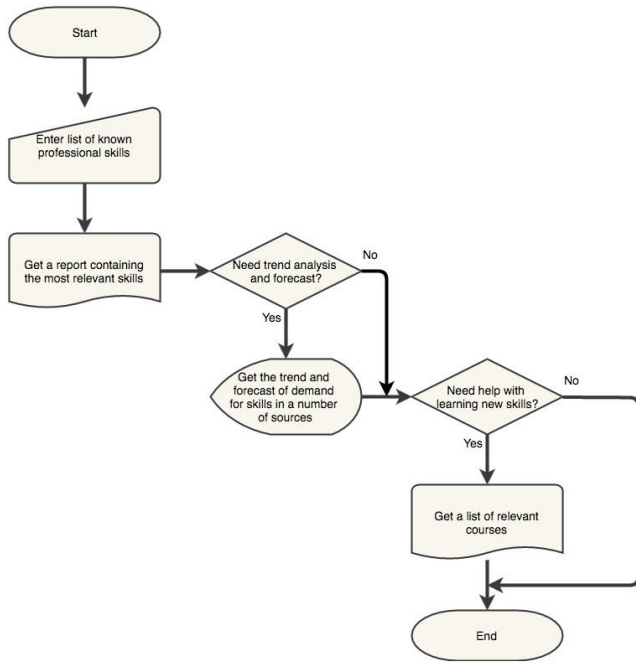 Start
Enter list of known
professional skills
Get a report containing
the most relevant skills
Need trend analysis
and forecast?
No
Yes
Get the trend and
forecast of demand
for skills in a number
of sources
Need help with
learning new skills?
No
Yes
Get a list of relevant
courses
End